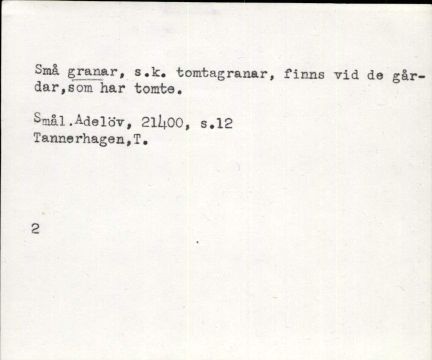 Små granar, s.k. tomtagranar, finns vid de går-
dar,som har tomte.
Smål.Adelöv, 21400, s.12
Tannerhagen,T.
2